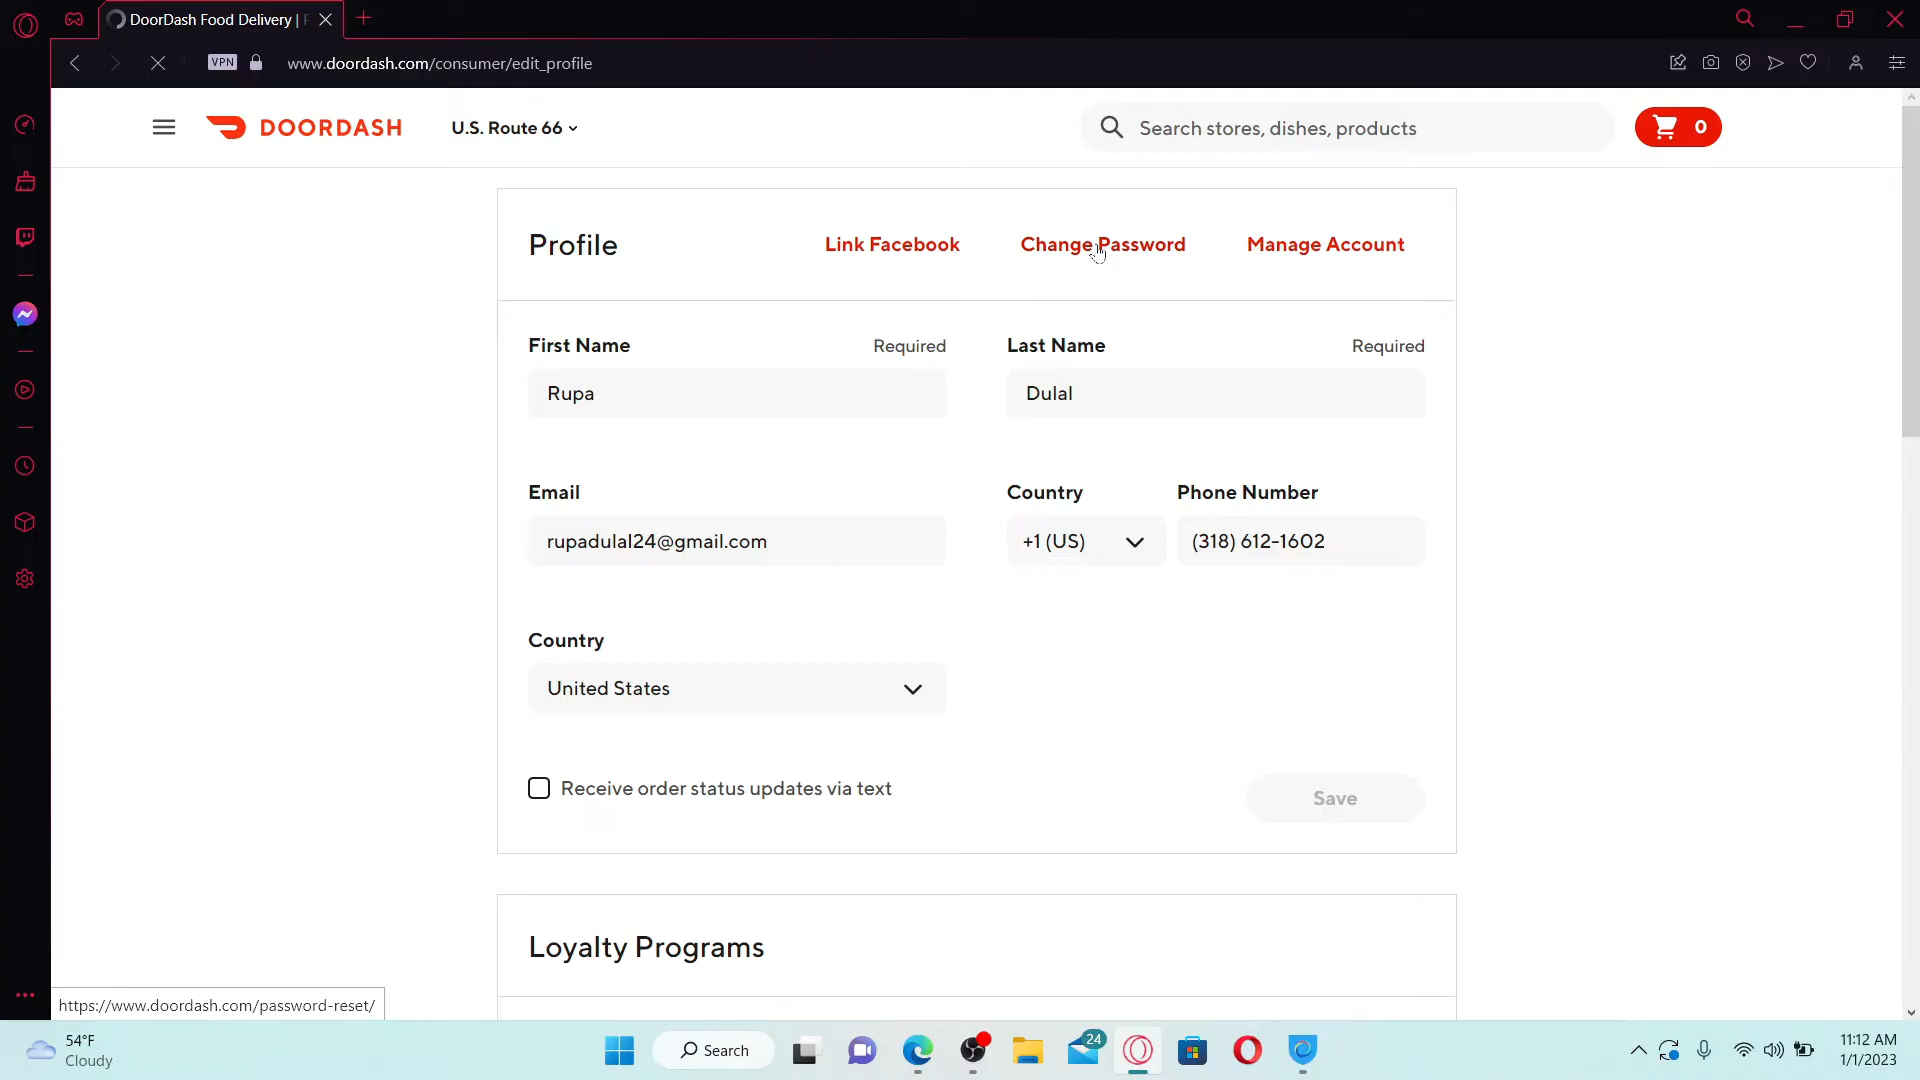 DoorDash Food Delivery |
VPN www.doordash.com/consumer/edit_profile
DOORDASH U.S. Route 66 Search stores, dishes, products 0
Profile Link Facebook Change Password Manage Account
First Name Required Last Name Required
Rupa Dulal
Email Country Phone Number
rupadulal24@gmail.com +1 (US) (318) 612-1602
Country
United States
Receive order status updates via text
Save
Loyalty Programs
https://www.doordash.com/password-reset/
54°F
Cloudy
Search
24
11:12 AM
1/1/2023